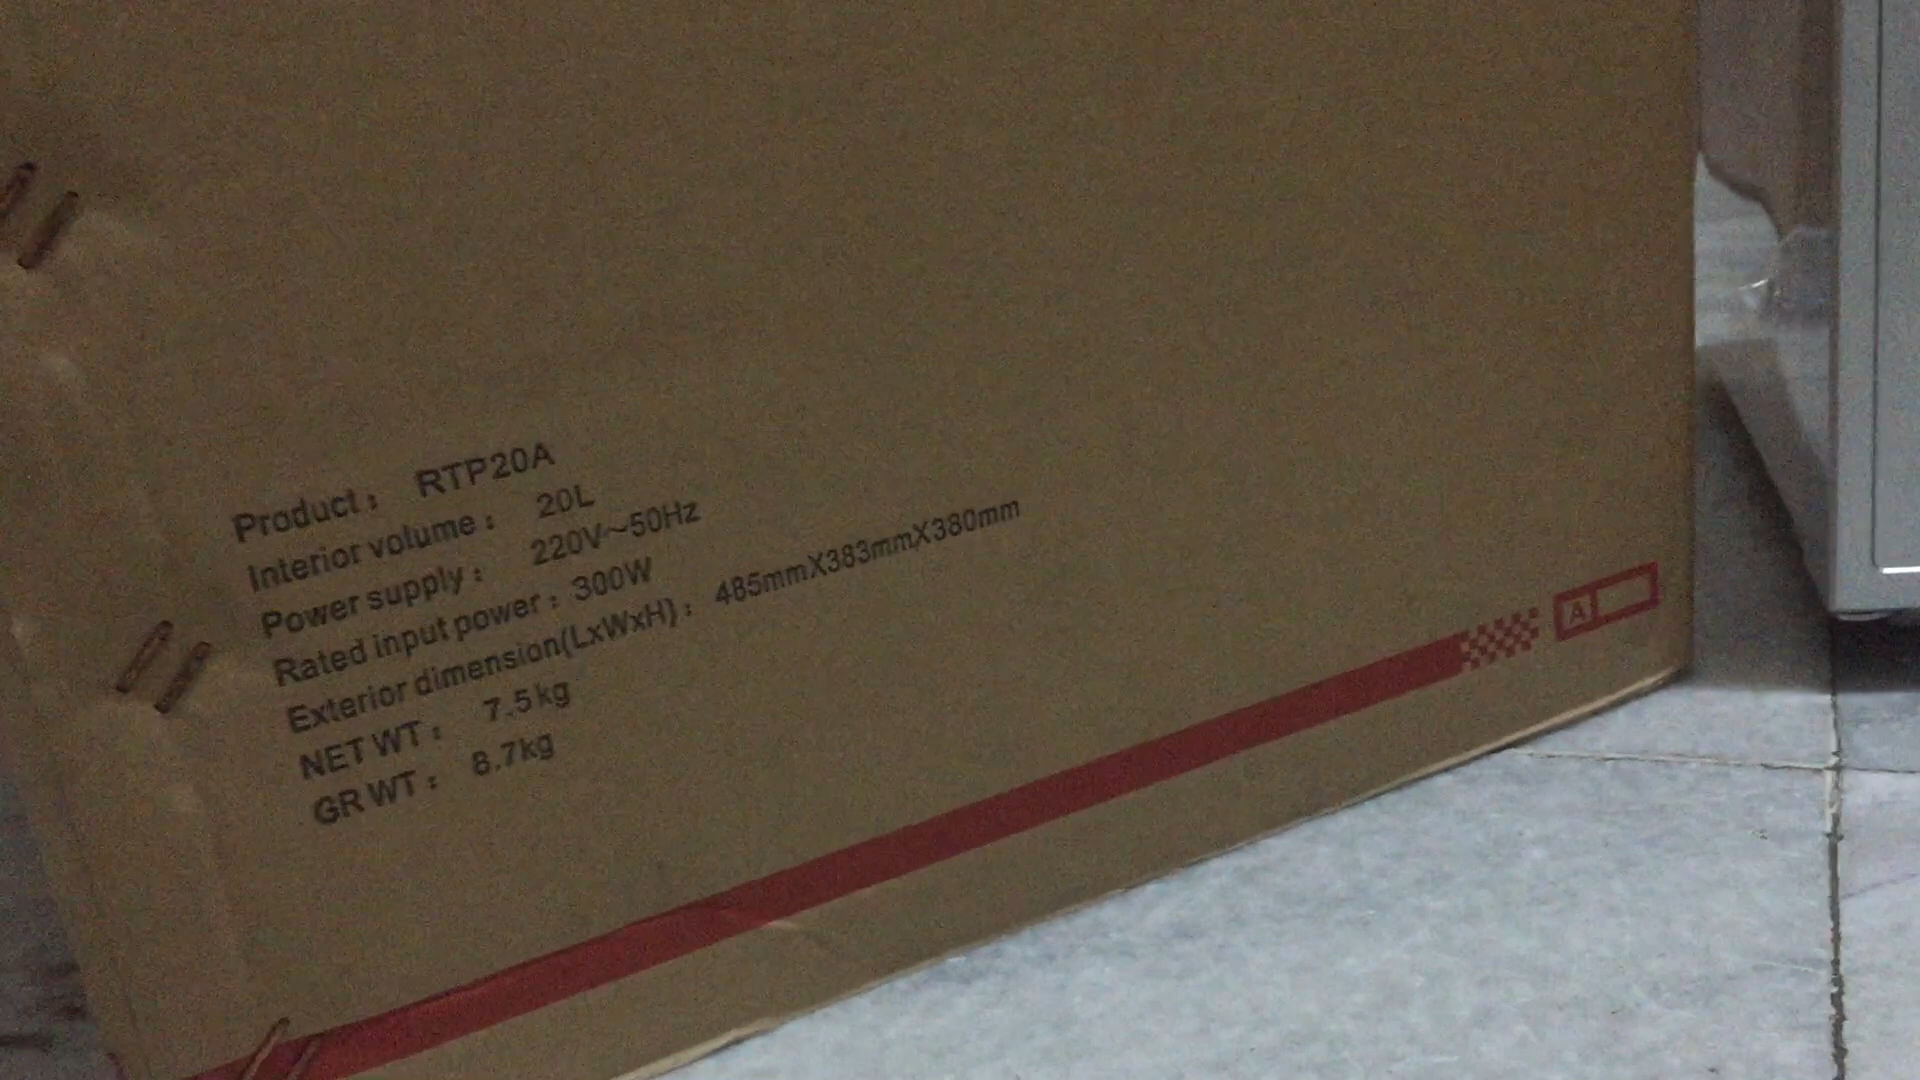 Product： RTP20A
Interior volume： 20L
Power supply： 220V~50Hz
Rated input power：300W
Exterior dimension(LxWxH)： 485mmX383mmX380mm
NET WT： 7.5kg
GR WT： 8.7kg
A